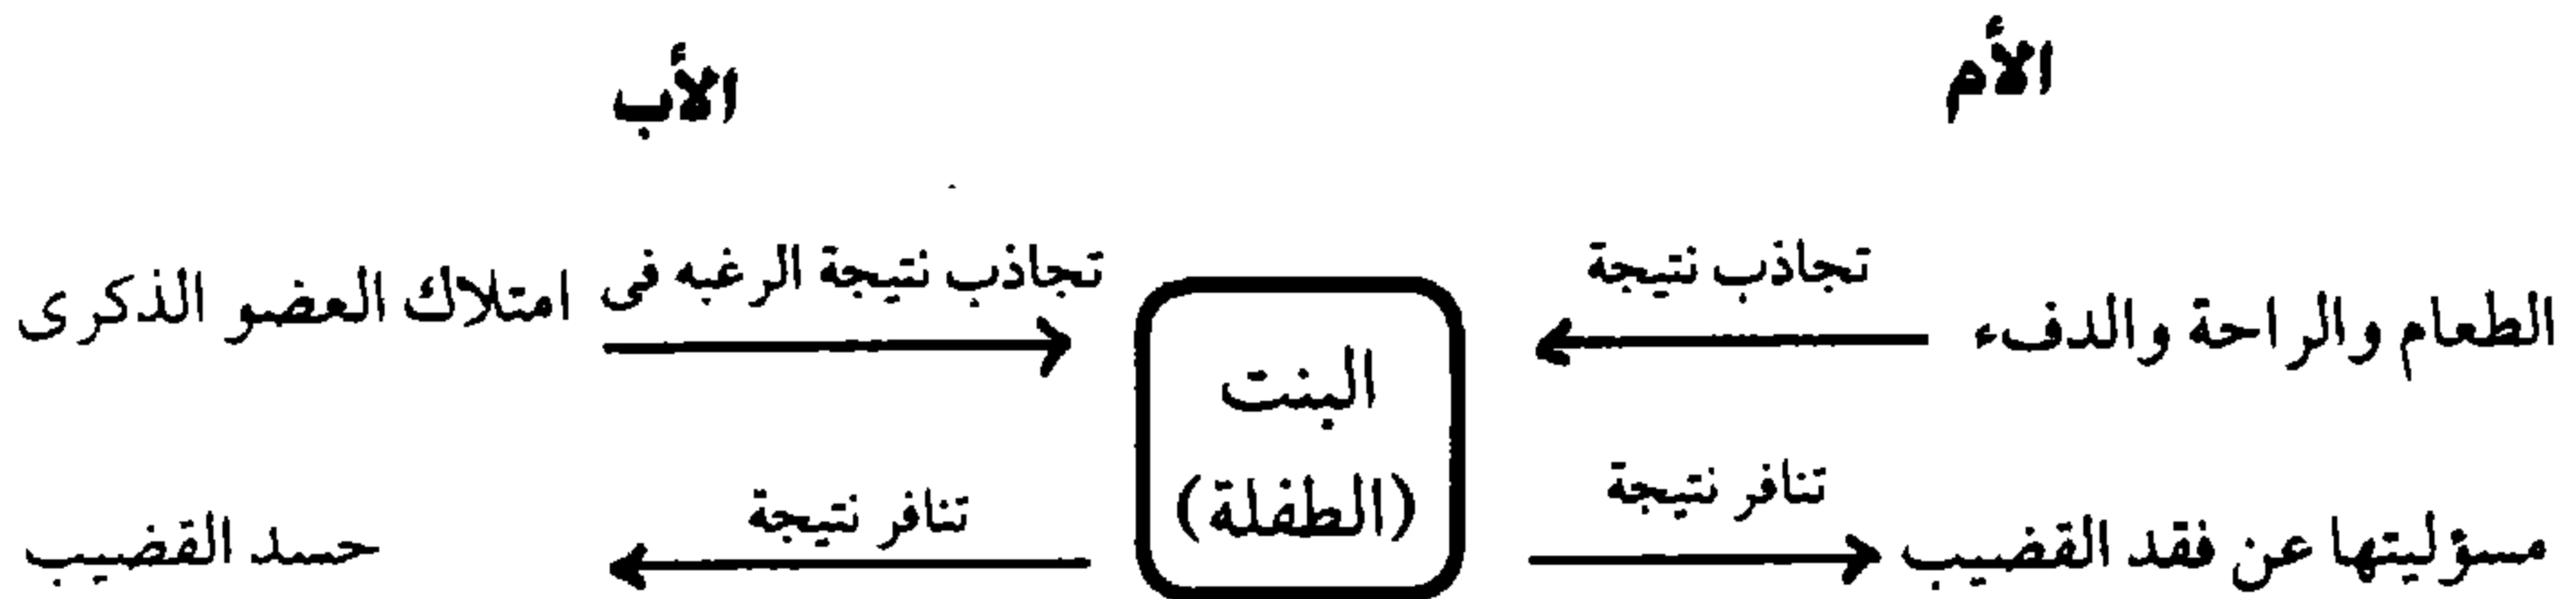 الأم
الأب
الطعام والراحة والدفء
تجاذب نتيجة
البنت
(الطفلة)
تجاذب نتيجة الرغبه فى
امتلاك العضو الذكرى
مسؤليتها عن فقد القضيب
تنافر نتيجة
تنافر نتيجة
حسد القضيب